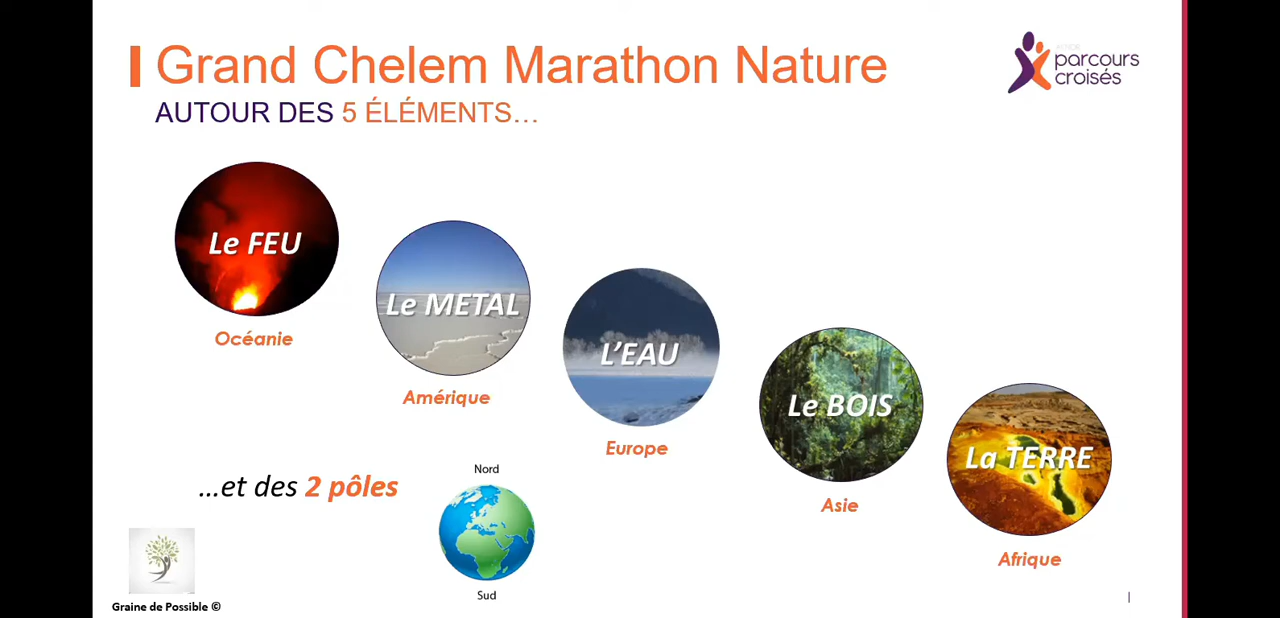 Grand Chelem Marathon Nature
AUTOUR DES 5 ÉLÉMENTS...
parcours
croisés
Le FEU
Océanie
Le METAL
Amérique
L'EAU
Europe
Le BOIS
Asie
La TERRE
Afrique
...et des 2 pôles
Nord
Sud
Graine de Possible ©